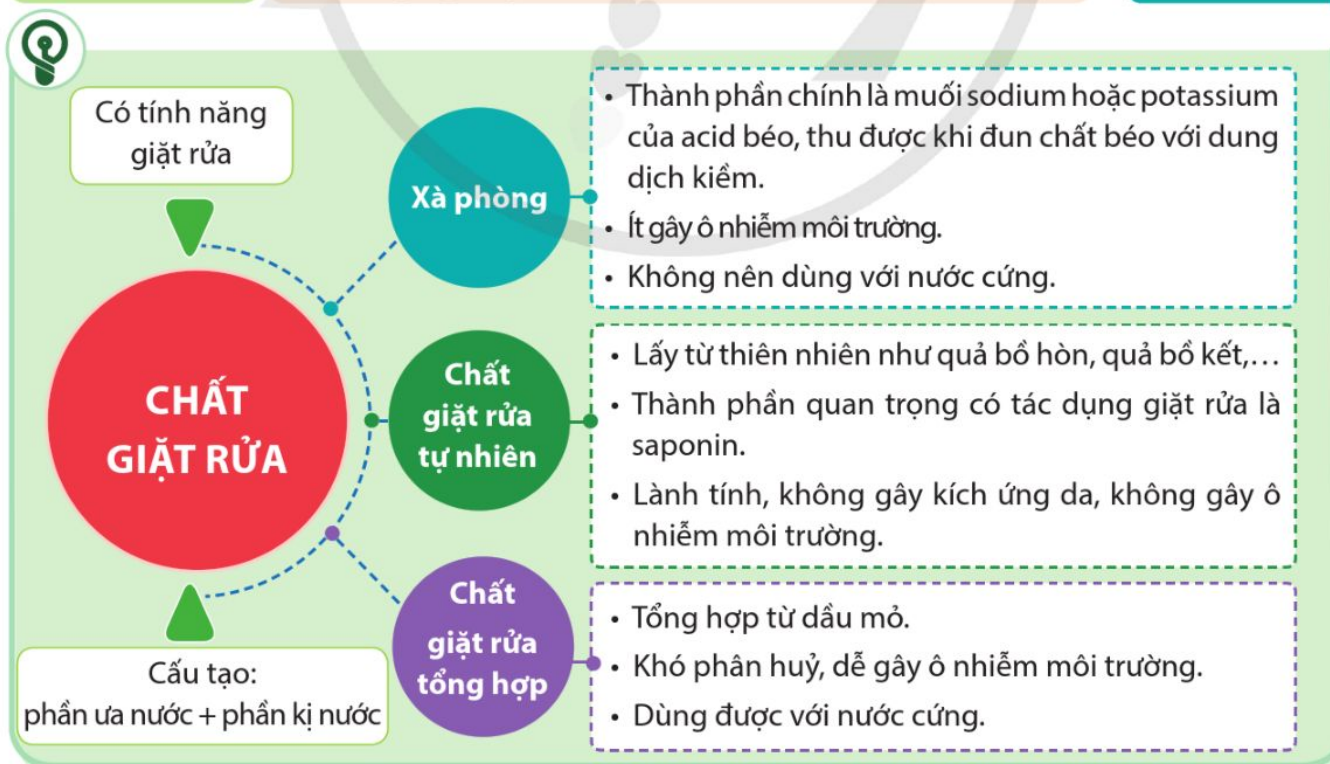 Có tính năng
giặt rửa
CHẤT
GIẶT RỬA
Cấu tạo:
phần ưa nước + phần kị nước
Xà phòng
• Thành phần chính là muối sodium hoặc potassium
của acid béo, thu được khi đun chất béo với dung
dịch kiềm.
• Ít gây ô nhiễm môi trường.
• Không nên dùng với nước cứng.
Chất
giặt rửa
tự nhiên
• Lấy từ thiên nhiên như quả bồ hòn, quả bồ kết,…
• Thành phần quan trọng có tác dụng giặt rửa là
saponin.
• Lành tính, không gây kích ứng da, không gây ô
nhiễm môi trường.
Chất
giặt rửa
tổng hợp
• Tổng hợp từ dầu mỏ.
• Khó phân huỷ, dễ gây ô nhiễm môi trường.
• Dùng được với nước cứng.